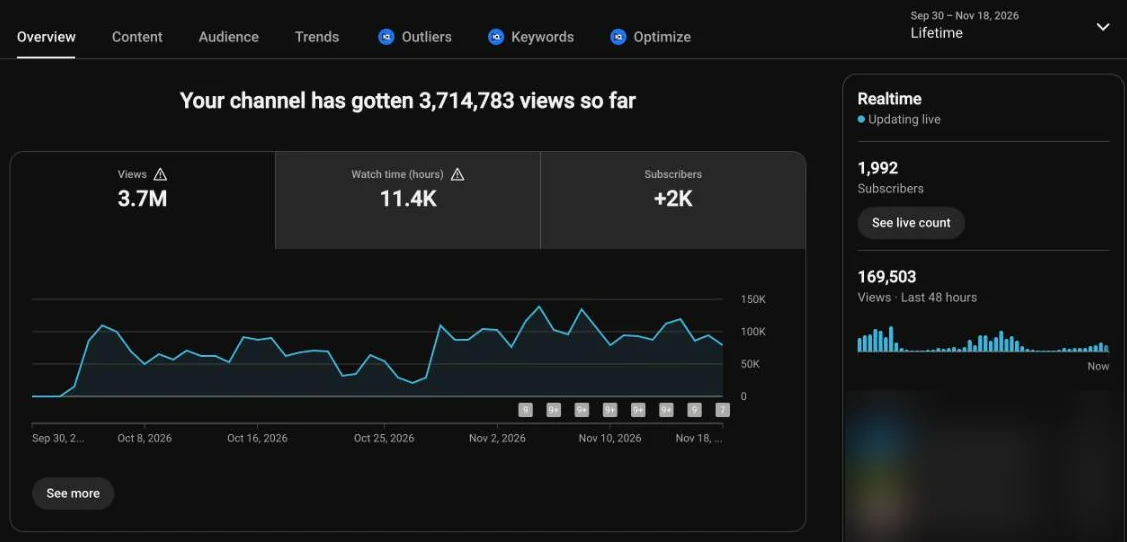 Overview Content Audience Trends Outliers Keywords Optimize
Sep 30 – Nov 18, 2026
Lifetime
Your channel has gotten 3,714,783 views so far
Views
3.7M
Watch time (hours)
11.4K
Subscribers
+2K
150K
100K
50K
0
9 9+ 9+ 9+ 9+ 9+ 9 7
Sep 30, 2... Oct 8, 2026 Oct 16, 2026 Oct 25, 2026 Nov 2, 2026 Nov 10, 2026 Nov 18, ...
See more
Realtime
Updating live
1,992
Subscribers
See live count
169,503
Views · Last 48 hours
Now